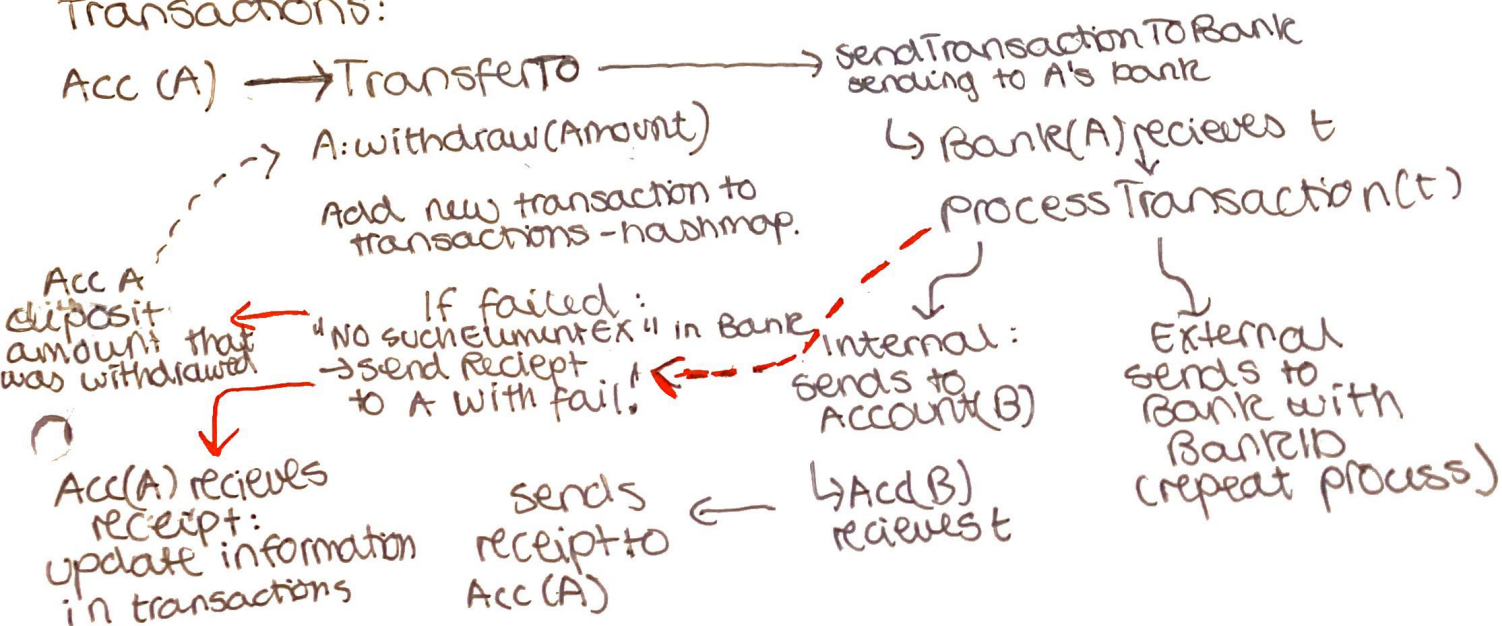 Transactions:
Acc (A)
TransferTO
sendTransactionTOBank
sending to A's bank
A:withdraw(Amount)
Bank(A) recieves t
Add new transaction to
transactions-hashmap.
processTransaction(t)
Acc A
diposit
amount that
was withdrawed
If failed:
"NO suchElumentEX" in Bank
→send Reciept
to A with fail!
internal:
sends to
Account(B)
External
sends to
Bank with
BankID
(repeat process)
Acc(A) recieves
receipt:
update information
in transactions
sends
receipt to
Acc (A)
Acc(B)
recieves t